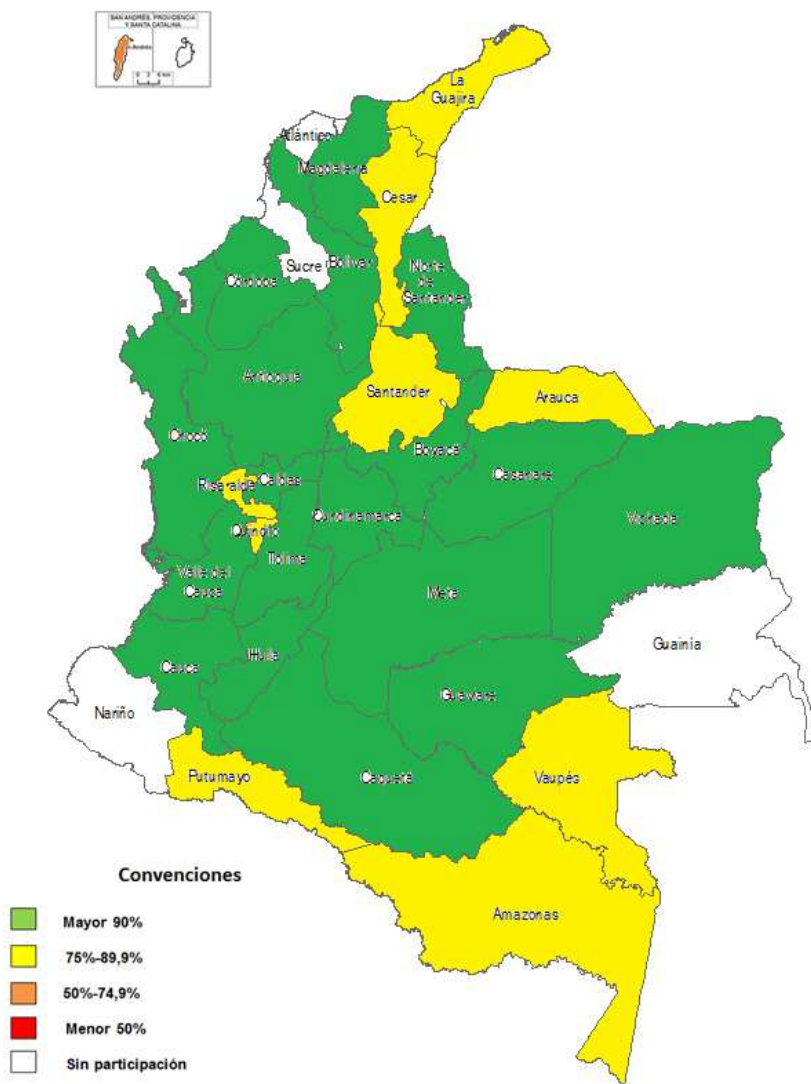 SAN ANDRÉS, PROVIDENCIA
Y SANTA CATALINA
La
Guajira
Atlántico
Magdalena
Cesar
Sucre
Bolívar
Norte
de
Santander
Córdoba
Antioquia
Santander
Arauca
Chocó
Boyacá
Casanare
Risaralda
Caldas
Cundinamarca
Vichada
Quindío
Tolima
Valle del
Cauca
Meta
Guainía
Huila
Cauca
Guaviare
Nariño
Putumayo
Caquetá
Vaupés
Amazonas
Convenciones
Mayor 90%
75%-89,9%
50%-74,9%
Menor 50%
Sin participación